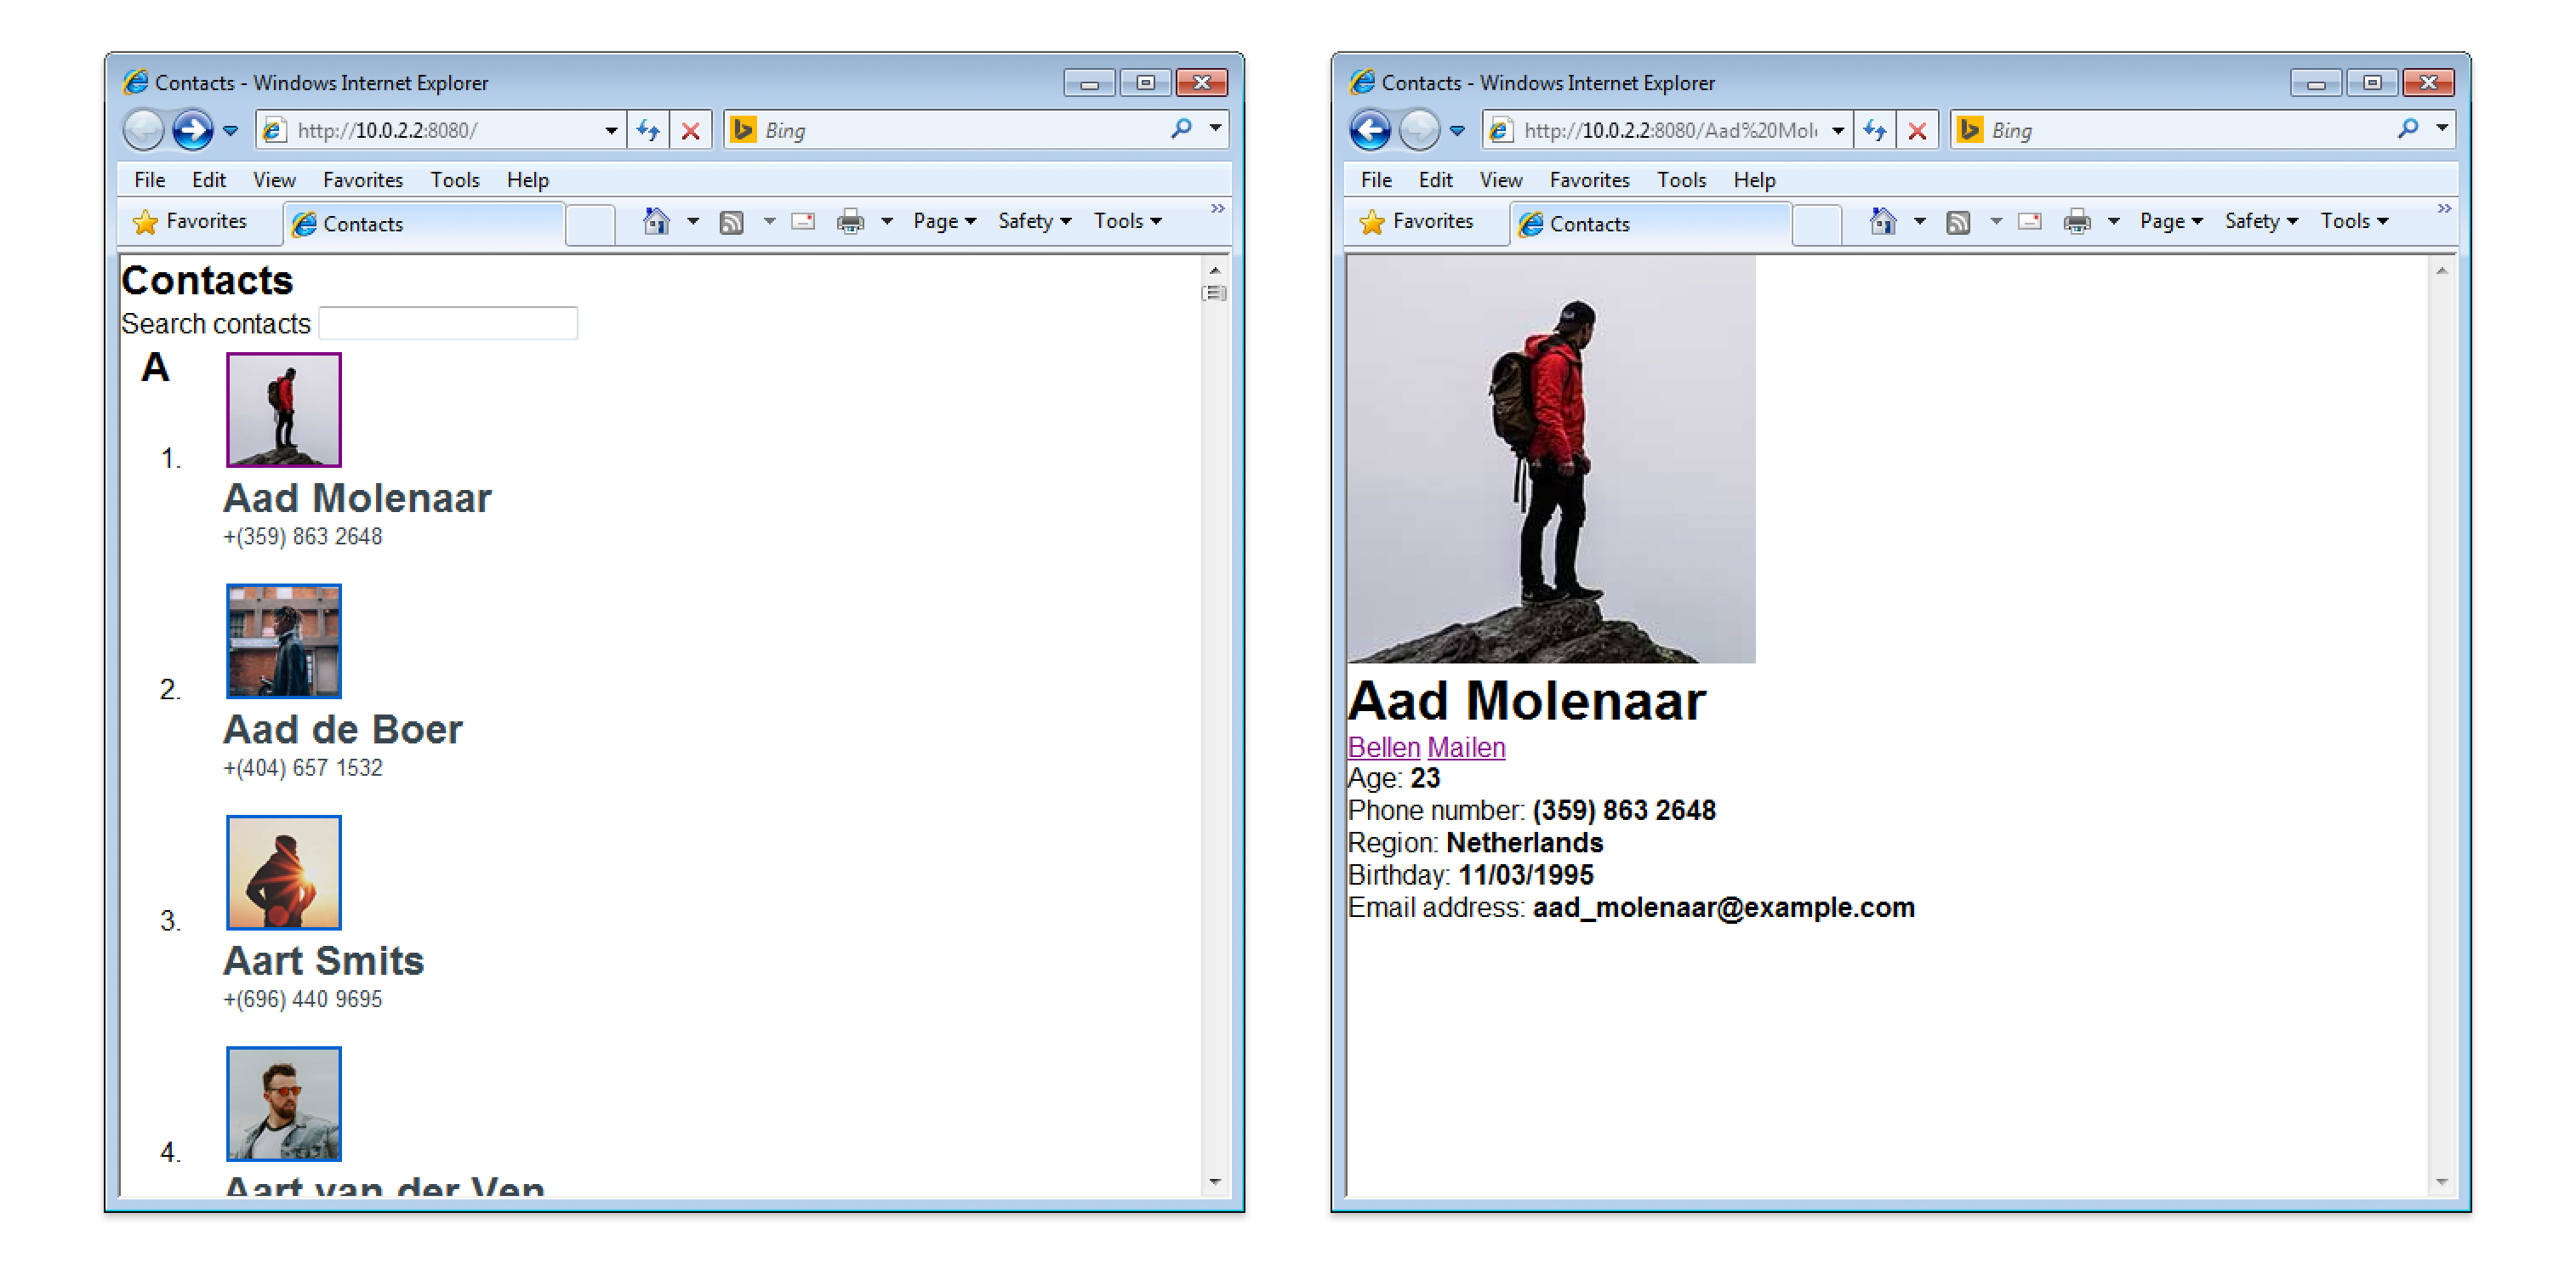 Contacts - Windows Internet Explorer
http://10.0.2.2:8080/
Bing
File Edit View Favorites Tools Help
Favorites
Contacts
Page Safety Tools
Contacts
Search contacts
A
1.
Aad Molenaar
+(359) 863 2648
2.
Aad de Boer
+(404) 657 1532
3.
Aart Smits
+(696) 440 9695
4.
Aart van der Ven
Contacts - Windows Internet Explorer
http://10.0.2.2:8080/Aad%20Mol
Bing
File Edit View Favorites Tools Help
Favorites
Contacts
Page Safety Tools
Aad Molenaar
Bellen Mailen
Age: 23
Phone number: (359) 863 2648
Region: Netherlands
Birthday: 11/03/1995
Email address: aad_molenaar@example.com